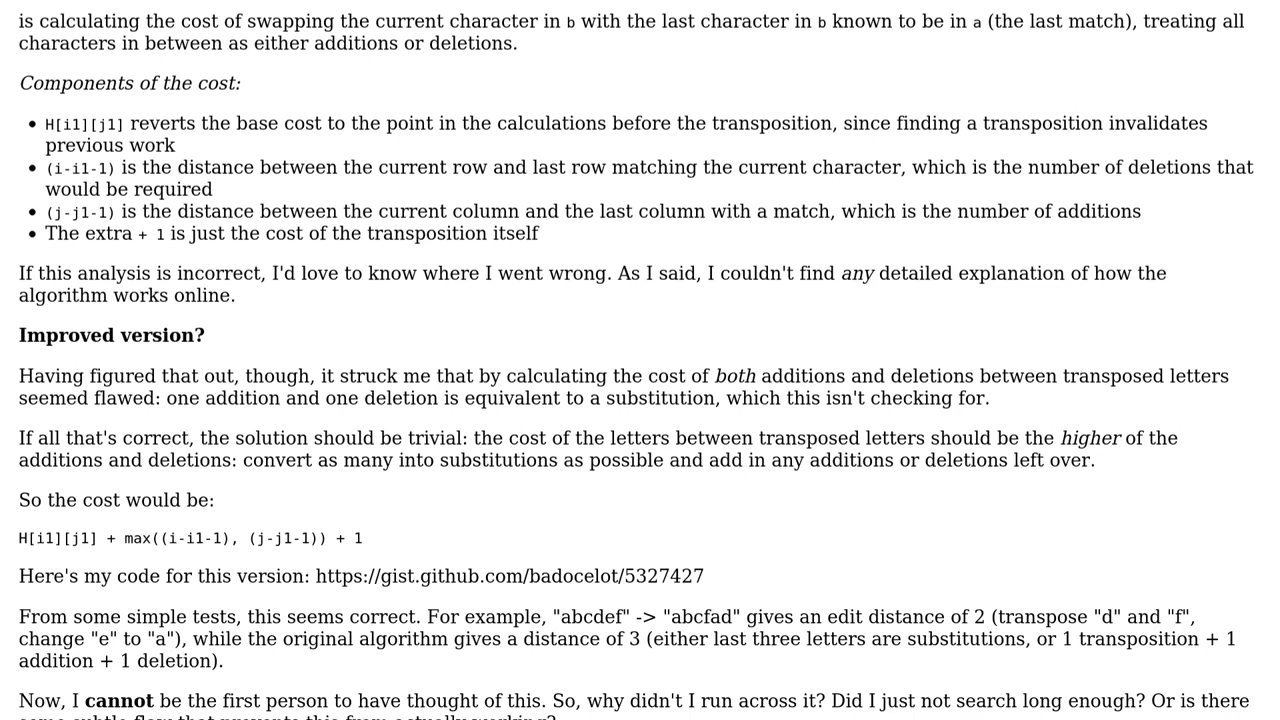 is calculating the cost of swapping the current character in b with the last character in b known to be in a (the last match), treating all
characters in between as either additions or deletions.
Components of the cost:
• H[i1][j1] reverts the base cost to the point in the calculations before the transposition, since finding a transposition invalidates
previous work
• (i-i1-1) is the distance between the current row and last row matching the current character, which is the number of deletions that
would be required
• (j-j1-1) is the distance between the current column and the last column with a match, which is the number of additions
• The extra + 1 is just the cost of the transposition itself
If this analysis is incorrect, I'd love to know where I went wrong. As I said, I couldn't find any detailed explanation of how the
algorithm works online.
Improved version?
Having figured that out, though, it struck me that by calculating the cost of both additions and deletions between transposed letters
seemed flawed: one addition and one deletion is equivalent to a substitution, which this isn't checking for.
If all that's correct, the solution should be trivial: the cost of the letters between transposed letters should be the higher of the
additions and deletions: convert as many into substitutions as possible and add in any additions or deletions left over.
So the cost would be:
H[i1][j1] + max((i-i1-1), (j-j1-1)) + 1
Here's my code for this version: https://gist.github.com/badocelot/5327427
From some simple tests, this seems correct. For example, "abcdef" -> "abcfad" gives an edit distance of 2 (transpose "d" and "f",
change "e" to "a"), while the original algorithm gives a distance of 3 (either last three letters are substitutions, or 1 transposition + 1
addition + 1 deletion).
Now, I cannot be the first person to have thought of this. So, why didn't I run across it? Did I just not search long enough? Or is there